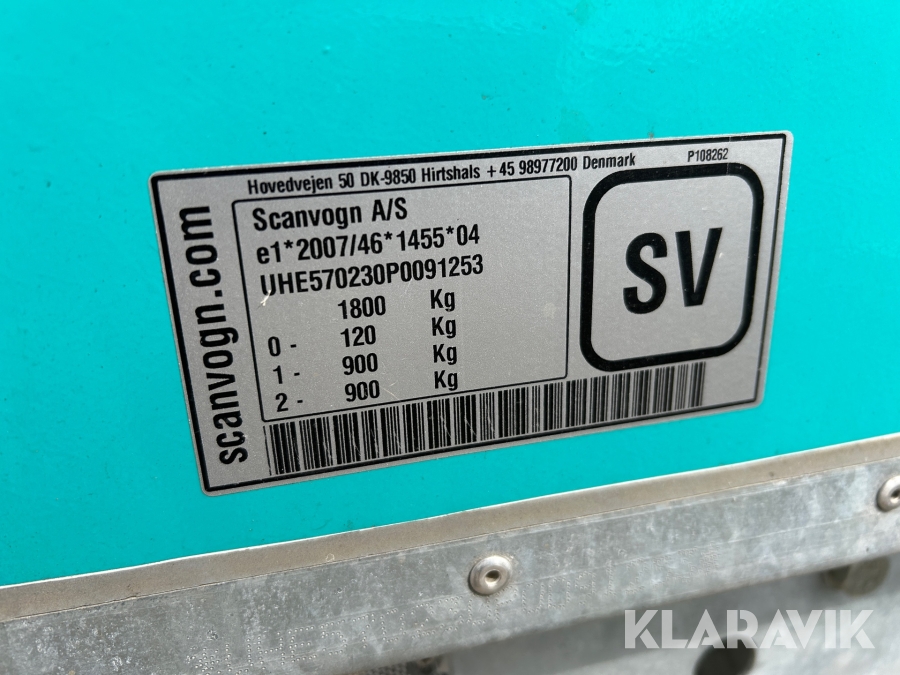 Hovedvejen 50 DK-9850 Hirtshals + 45 98977200 Denmark
P108262
scanvogn.com
Scanvogn A/S
e1*2007/46*1455*04
UHE570230P0091253
1800 Kg
0 - 120 Kg
1 - 900 Kg
2 - 900 Kg
SV
KLARAVIK